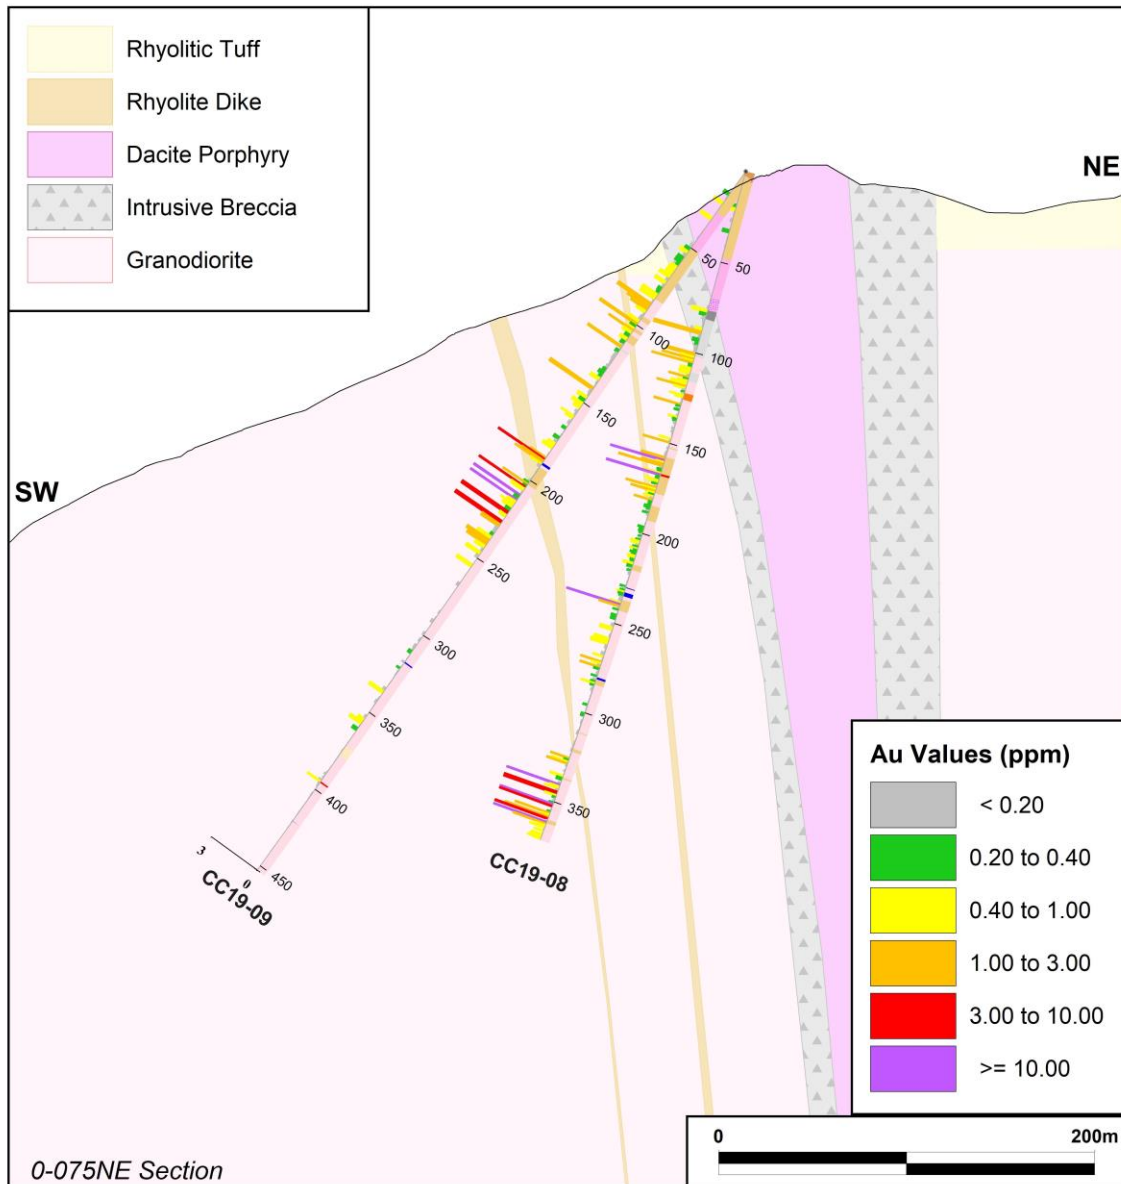 Rhyolitic Tuff
Rhyolite Dike
Dacite Porphyry
Intrusive Breccia
Granodiorite
NE
SW
50
100
150
200
250
300
350
400
450
3
0
CC19-09
50
100
150
200
250
300
350
CC19-08
Au Values (ppm)
< 0.20
0.20 to 0.40
0.40 to 1.00
1.00 to 3.00
3.00 to 10.00
>= 10.00
0 200m
0-075NE Section